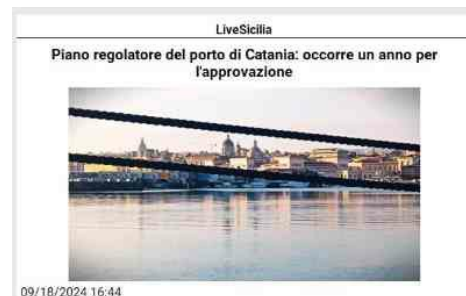 LiveSicilia
Piano regolatore del porto di Catania: occorre un anno per
l'approvazione
09/18/2024 16:44